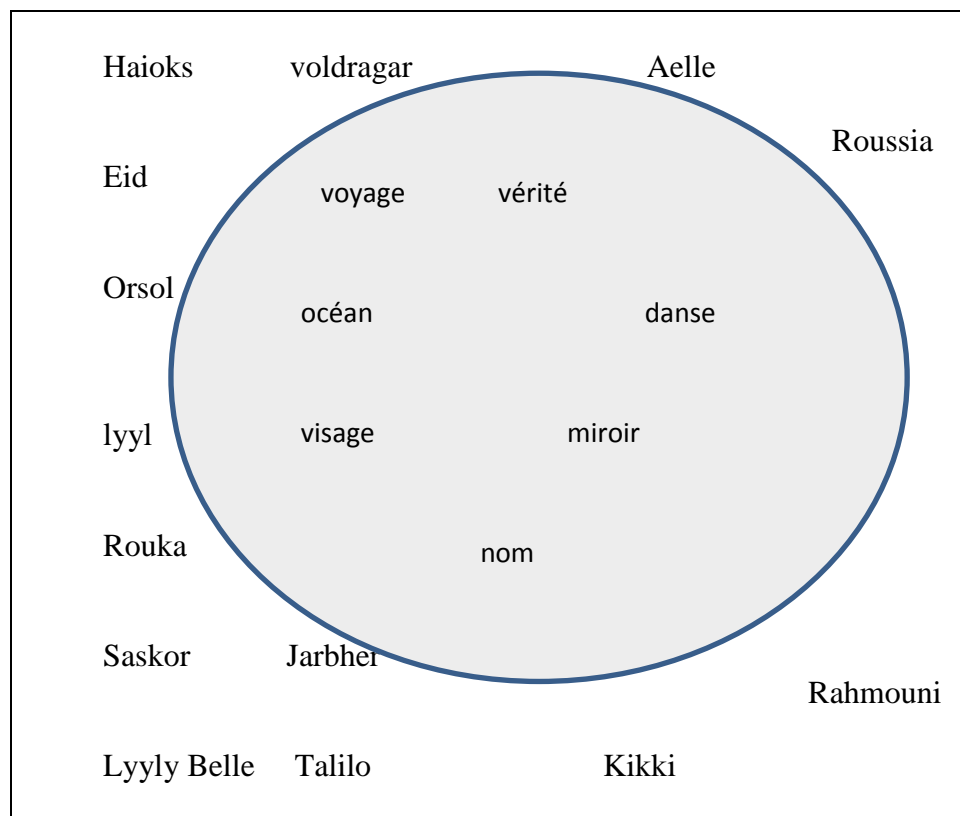 Haioks voldragar Aelle
Roussia
Eid
voyage vérité
Orsol
océan danse
lyyl visage miroir
Rouka nom
Saskor Jarbher
Rahmouni
Lyyly Belle Talilo Kikki